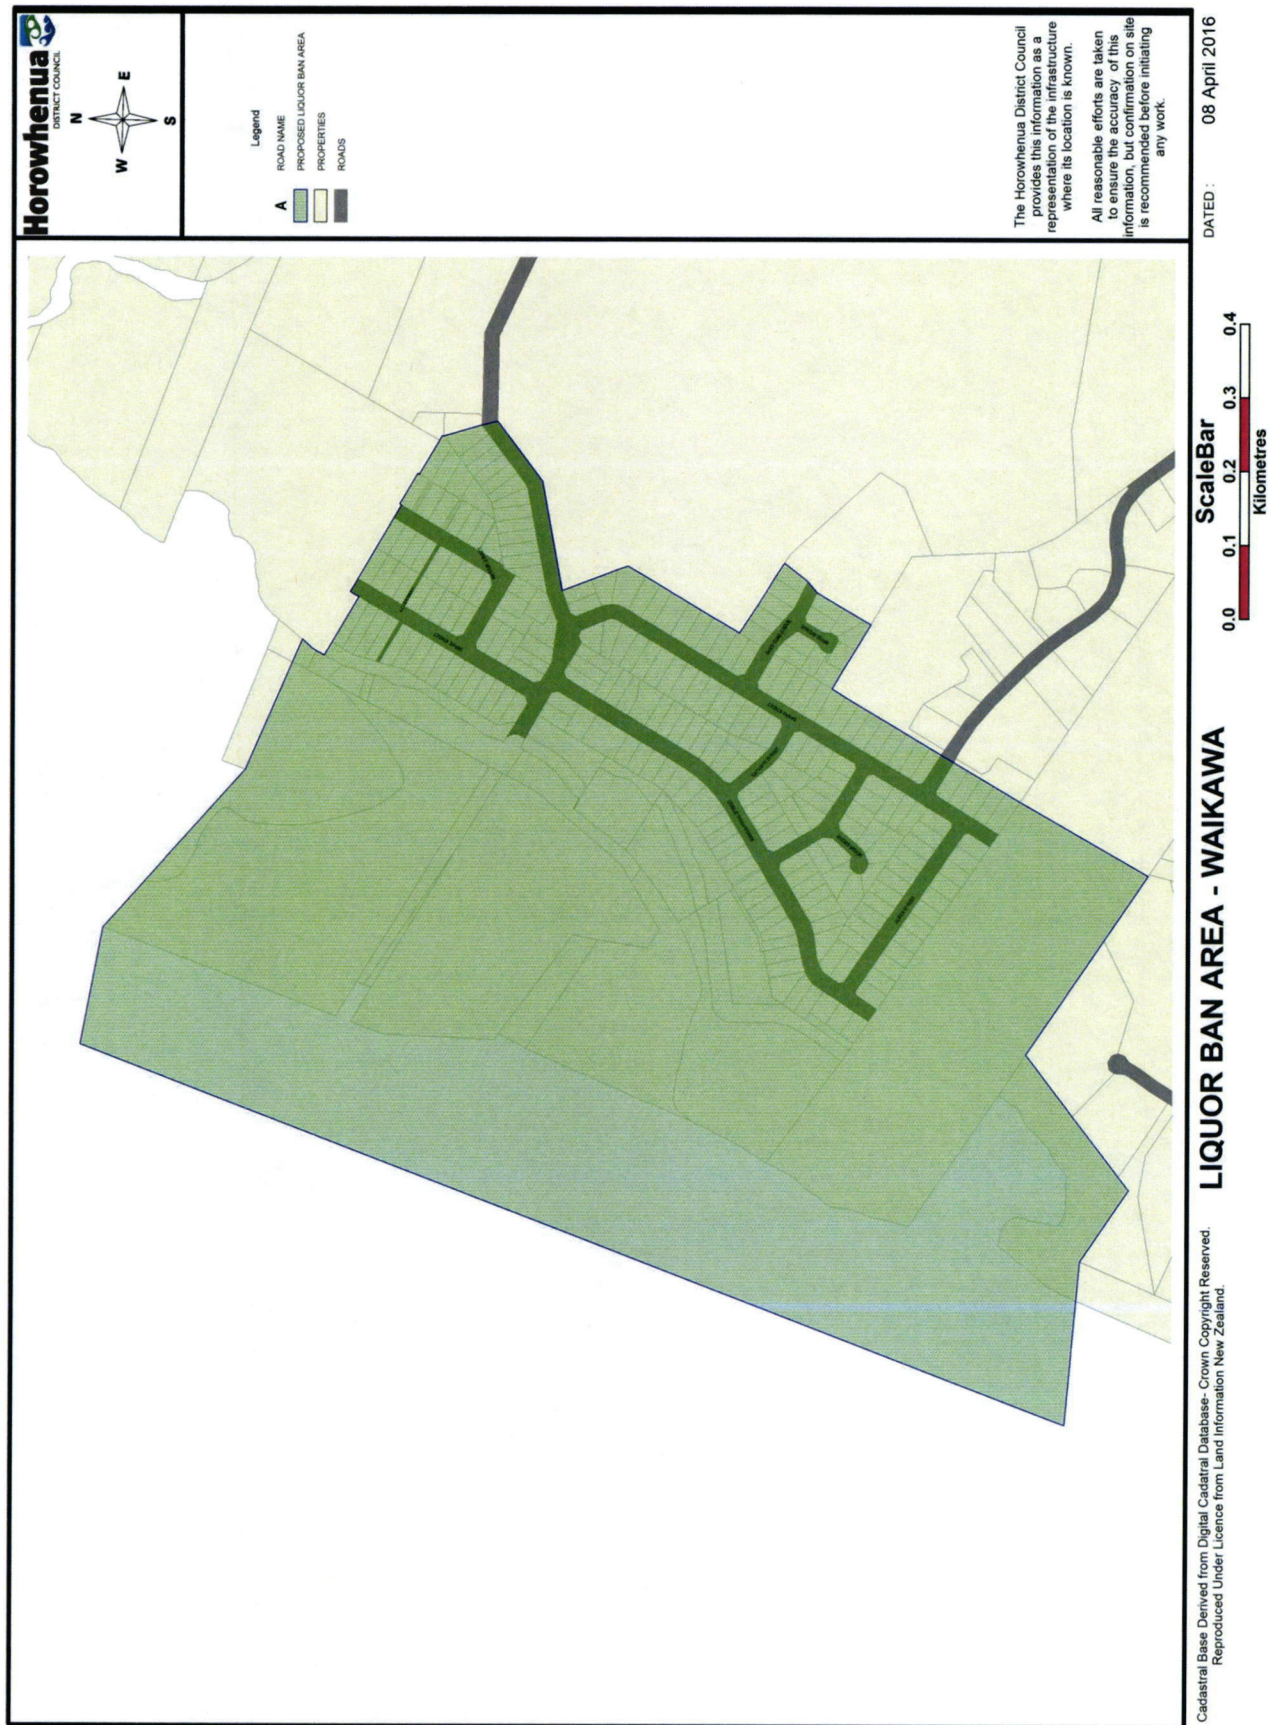 Horowhenua
DISTRICT COUNCIL
N
W
E
S
Legend
A ROAD NAME
PROPOSED LIQUOR BAN AREA
PROPERTIES
ROADS
The Horowhenua District Council
provides this information as a
representation of the infrastructure
where its location is known.
All reasonable efforts are taken
to ensure the accuracy of this
information, but confirmation on site
is recommended before initiating
any work.
Cadastral Base Derived from Digital Cadatral Database- Crown Copyright Reserved.
Reproduced Under Licence from Land Information New Zealand.
LIQUOR BAN AREA - WAIKAWA
ScaleBar
0.0 0.1 0.2 0.3 0.4
Kilometres
DATED : 08 April 2016